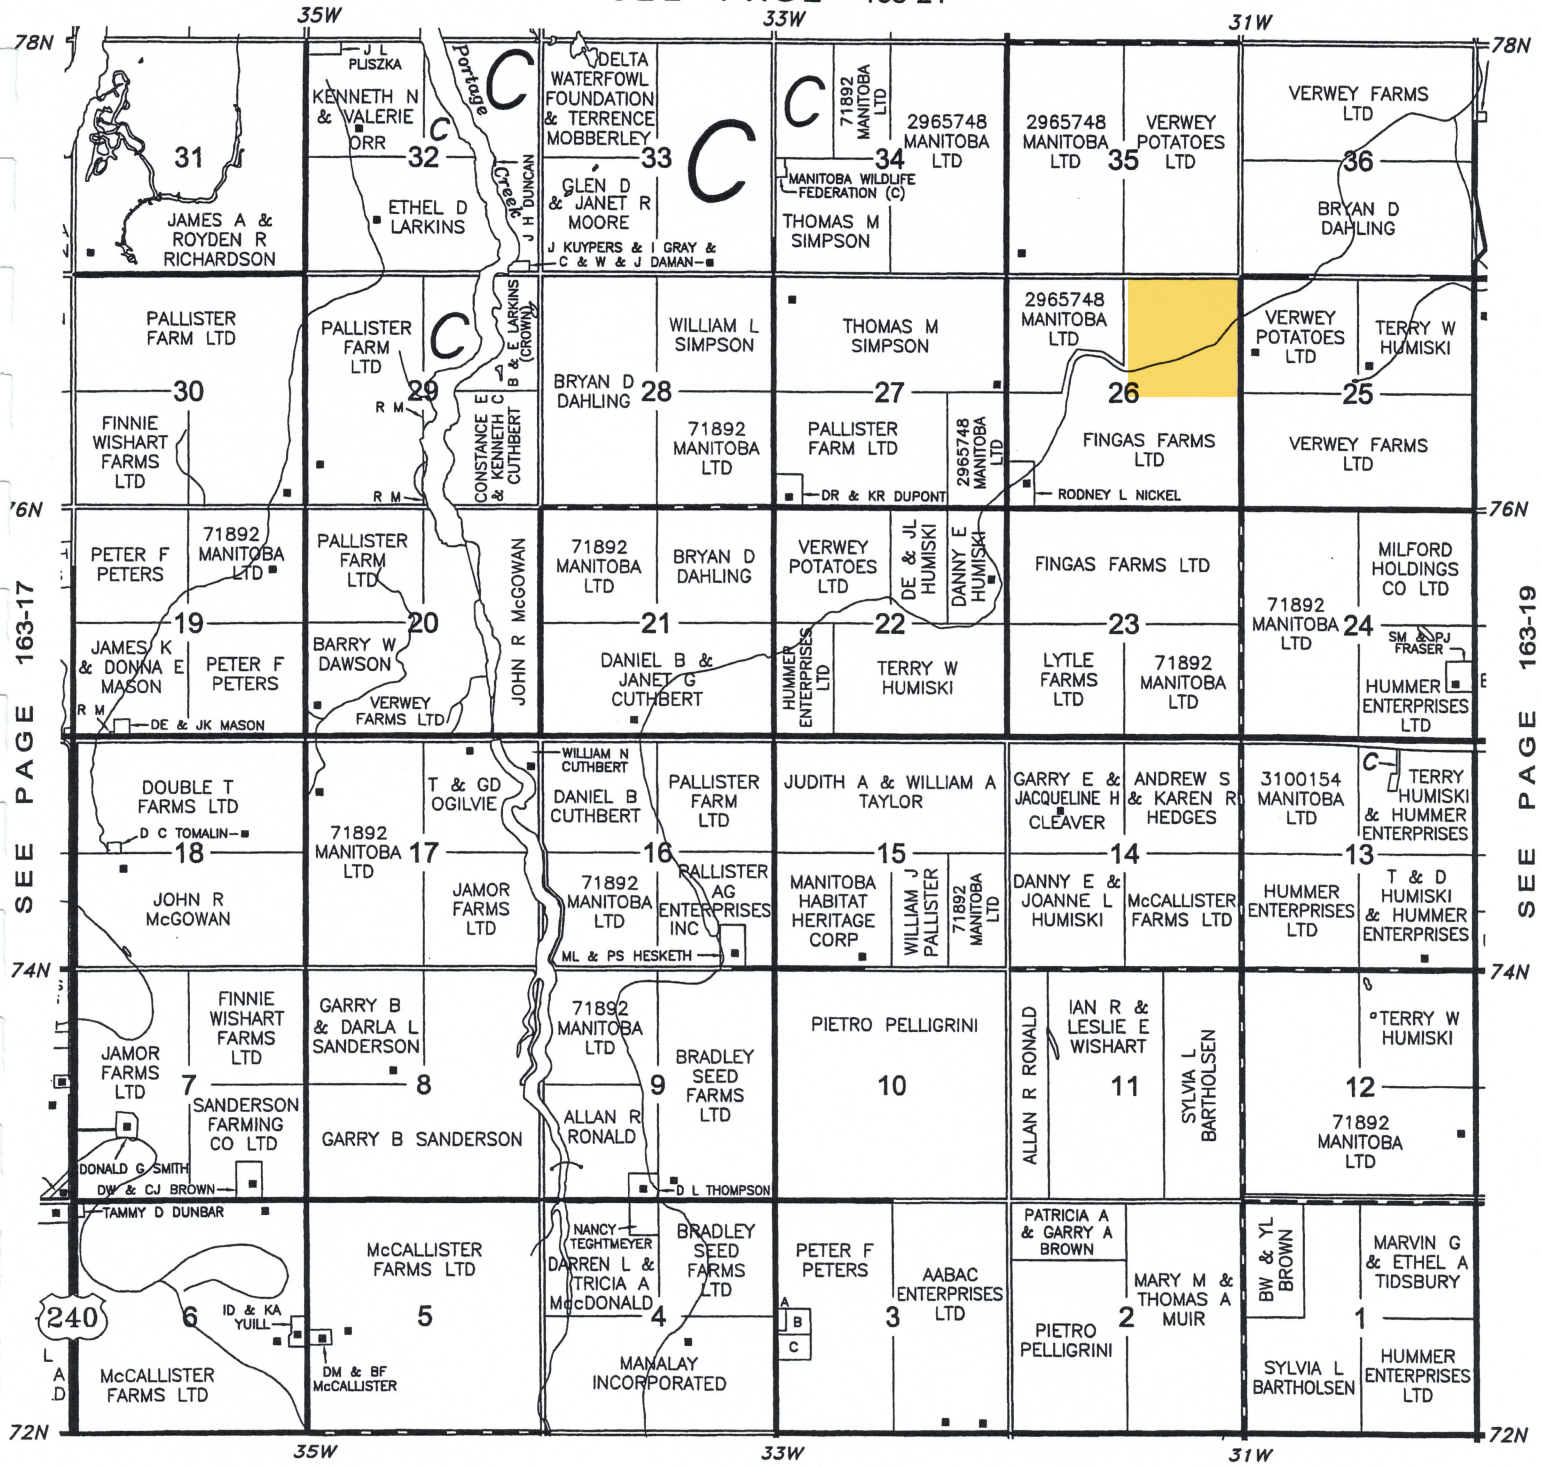 SEE PAGE 163-21
35W
33W
31W
78N
78N
J L
PLISZKA
KENNETH N
& VALERIE
ORR
C
Portage
Creek
C
J H DUNCAN
DELTA
WATERFOWL
FOUNDATION
& TERRENCE
MOBBERLEY
C
C
71892
MANITOBA
LTD
2965748
MANITOBA
LTD
2965748
MANITOBA
LTD
VERWEY
POTATOES
LTD
VERWEY FARMS
LTD
31
32
33
34
35
36
JAMES A &
ROYDEN R
RICHARDSON
ETHEL D
LARKINS
GLEN D
& JANET R
MOORE
J KUYPERS & I GRAY &
C & W & J DAMAN
MANITOBA WILDLIFE
FEDERATION (C)
THOMAS M
SIMPSON
BRYAN D
DAHLING
PALLISTER
FARM LTD
PALLISTER
FARM
LTD
C
B & E LARKINS
(CROWN)
WILLIAM L
SIMPSON
THOMAS M
SIMPSON
2965748
MANITOBA
LTD
VERWEY
POTATOES
LTD
TERRY W
HUMISKI
BRYAN D
DAHLING
30
29
28
27
26
25
R M
FINNIE
WISHART
FARMS
LTD
CONSTANCE E
& KENNETH C
CUTHBERT
71892
MANITOBA
LTD
PALLISTER
FARM LTD
2965748
MANITOBA
LTD
FINGAS FARMS
LTD
VERWEY FARMS
LTD
R M
DR & KR DUPONT
RODNEY L NICKEL
76N
76N
PETER F
PETERS
71892
MANITOBA
LTD
PALLISTER
FARM
LTD
JOHN R McGOWAN
71892
MANITOBA
LTD
BRYAN D
DAHLING
VERWEY
POTATOES
LTD
DE & JL
HUMISKI
DANNY E
HUMISKI
FINGAS FARMS LTD
71892
MANITOBA
LTD
MILFORD
HOLDINGS
CO LTD
19
20
21
22
23
24
JAMES K
& DONNA E
MASON
PETER F
PETERS
BARRY W
DAWSON
DANIEL B &
JANET G
CUTHBERT
HUMMER
ENTERPRISES
LTD
TERRY W
HUMISKI
LYTLE
FARMS
LTD
71892
MANITOBA
LTD
SM & PJ
FRASER
HUMMER
ENTERPRISES
LTD
R M
DE & JK MASON
VERWEY
FARMS LTD
SEE PAGE 163-17
SEE PAGE 163-19
DOUBLE T
FARMS LTD
D C TOMALIN
71892
MANITOBA
LTD
T & GD
OGILVIE
WILLIAM N
CUTHBERT
DANIEL B
CUTHBERT
PALLISTER
FARM
LTD
JUDITH A & WILLIAM A
TAYLOR
GARRY E &
JACQUELINE H
CLEAVER
ANDREW S
& KAREN R
HEDGES
3100154
MANITOBA
LTD
C
TERRY
HUMISKI
& HUMMER
ENTERPRISES
18
17
16
15
14
13
JOHN R
McGOWAN
JAMOR
FARMS
LTD
71892
MANITOBA
LTD
PALLISTER
AG
ENTERPRISES
INC
ML & PS HESKETH
MANITOBA
HABITAT
HERITAGE
CORP
WILLIAM J
PALLISTER
71892
MANITOBA
LTD
DANNY E &
JOANNE L
HUMISKI
McCALLISTER
FARMS LTD
HUMMER
ENTERPRISES
LTD
T & D
HUMISKI
& HUMMER
ENTERPRISES
74N
74N
JAMOR
FARMS
LTD
FINNIE
WISHART
FARMS
LTD
GARRY B
& DARLA L
SANDERSON
71892
MANITOBA
LTD
BRADLEY
SEED
FARMS
LTD
PIETRO PELLIGRINI
ALLAN R RONALD
IAN R &
LESLIE E
WISHART
SYLVIA L
BARTHOLSEN
TERRY W
HUMISKI
7
8
9
10
11
12
SANDERSON
FARMING
CO LTD
GARRY B SANDERSON
ALLAN R
RONALD
71892
MANITOBA
LTD
DONALD G SMITH
DW & CJ BROWN
D L THOMPSON
TAMMY D DUNBAR
McCALLISTER
FARMS LTD
NANCY
TEGHTMEYER
DARREN L &
TRICIA A
McDONALD
BRADLEY
SEED
FARMS
LTD
PETER F
PETERS
AABAC
ENTERPRISES
LTD
PATRICIA A
& GARRY A
BROWN
MARY M &
THOMAS A
MUIR
BW & YL
BROWN
MARVIN G
& ETHEL A
TIDSBURY
240
6
5
4
3
2
1
ID & KA
YUILL
A
B
C
L
A
D
McCALLISTER
FARMS LTD
DM & BF
McCALLISTER
MANALAY
INCORPORATED
PIETRO
PELLIGRINI
SYLVIA L
BARTHOLSEN
HUMMER
ENTERPRISES
LTD
72N
72N
35W
33W
31W